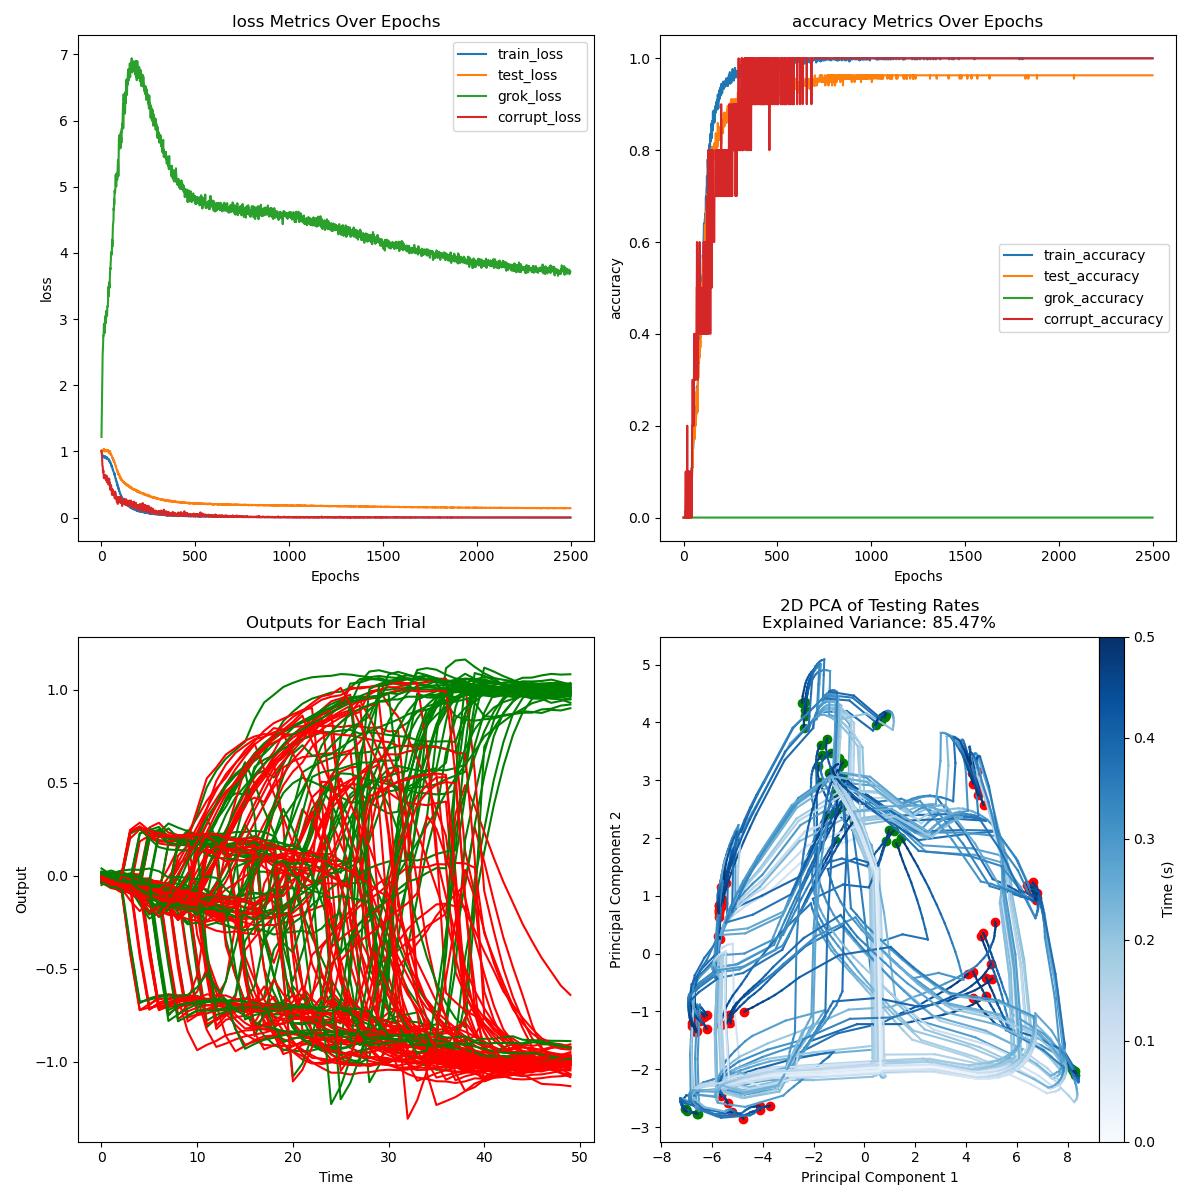 loss Metrics Over Epochs
7
6
5
4
3
2
1
0
loss
0 500 1000 1500 2000 2500
Epochs
train_loss
test_loss
grok_loss
corrupt_loss
accuracy Metrics Over Epochs
1.0
0.8
0.6
0.4
0.2
0.0
accuracy
0 500 1000 1500 2000 2500
Epochs
train_accuracy
test_accuracy
grok_accuracy
corrupt_accuracy
Outputs for Each Trial
1.0
0.5
0.0
−0.5
−1.0
Output
0 10 20 30 40 50
Time
2D PCA of Testing Rates
Explained Variance: 85.47%
5
4
3
2
1
0
−1
−2
−3
Principal Component 2
−8 −6 −4 −2 0 2 4 6 8
Principal Component 1
0.5
0.4
0.3
0.2
0.1
0.0
Time (s)